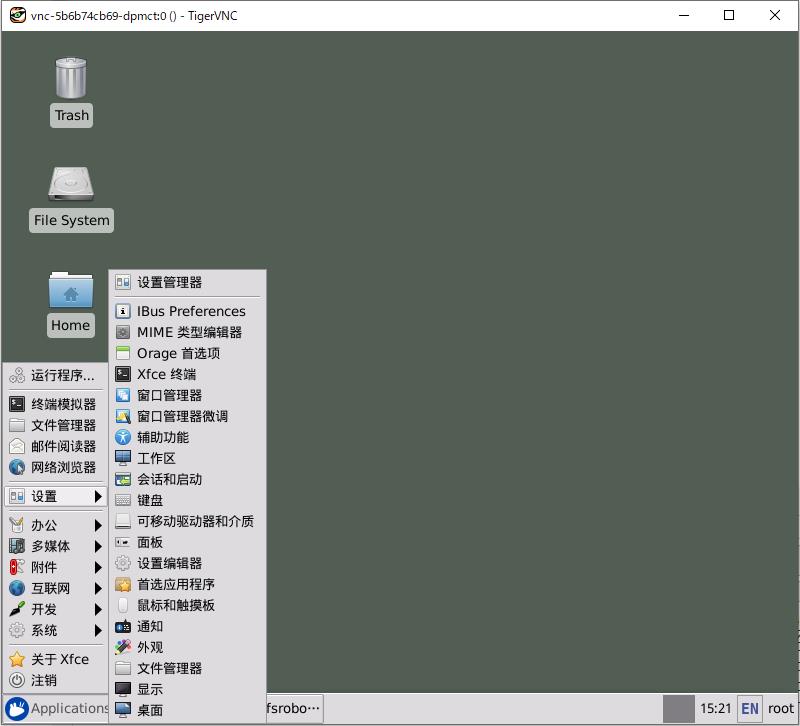 vnc-5b6b74cb69-dpmct:0 () - TigerVNC
Trash
File System
Home
运行程序...
终端模拟器
文件管理器
邮件阅读器
网络浏览器
设置
办公
多媒体
附件
互联网
开发
系统
关于 Xfce
注销
设置管理器
IBus Preferences
MIME 类型编辑器
Orage 首选项
Xfce 终端
窗口管理器
窗口管理器微调
辅助功能
工作区
会话和启动
键盘
可移动驱动器和介质
面板
设置编辑器
首选应用程序
鼠标和触摸板
通知
外观
文件管理器
显示
桌面
Applications
fsrobo···
15:21
EN
root